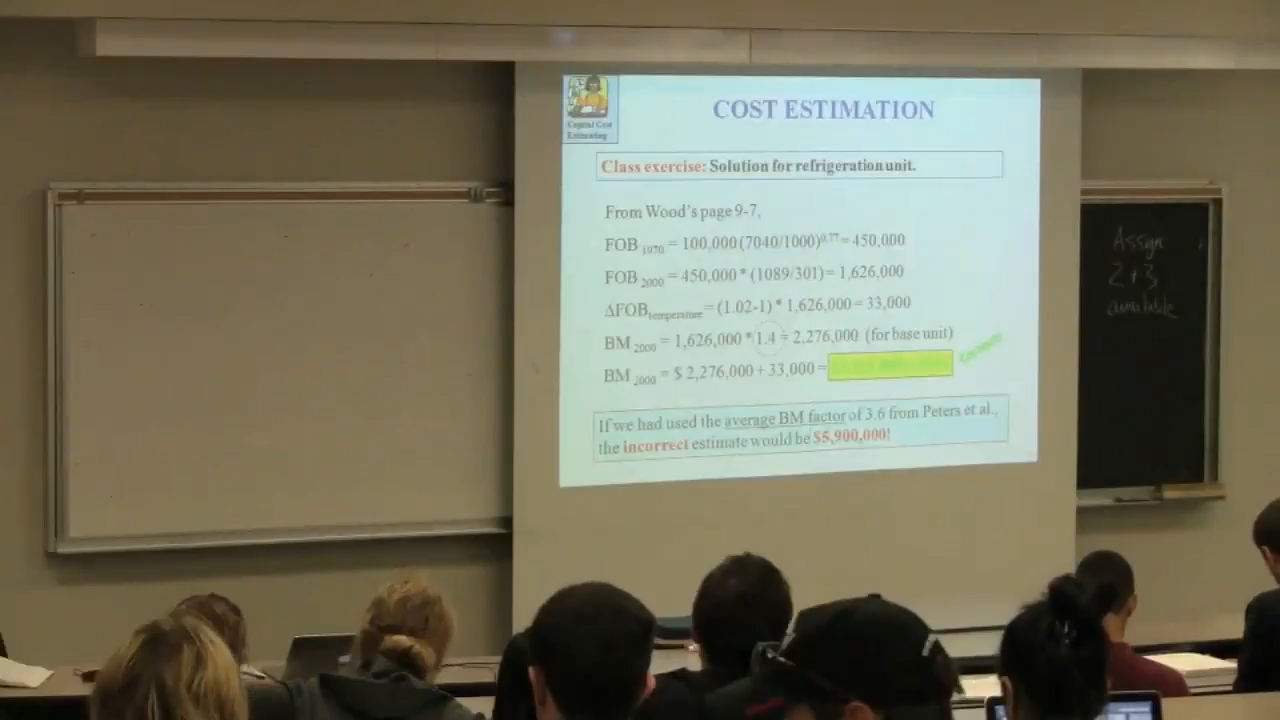 Capital Cost
Estimating
COST ESTIMATION
Class exercise: Solution for refrigeration unit.
From Wood's page 9-7,
FOB 1970 = 100,000 (7040/1000)0.77 = 450,000
FOB 2000 = 450,000 * (1089/301) = 1,626,000
ΔFOBtemperature = (1.02-1) * 1,626,000 = 33,000
BM 2000 = 1,626,000 * 1.4 = 2,276,000 (for base unit)
BM 2000 = $ 2,276,000 + 33,000 =
If we had used the average BM factor of 3.6 from Peters et al.,
the incorrect estimate would be $5,900,000!
Assign
2 + 3
available